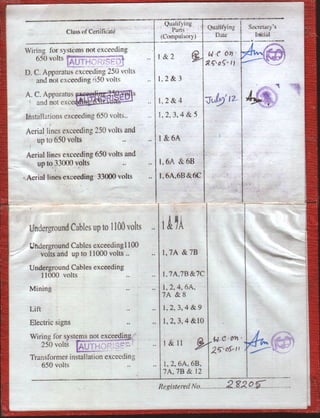 Class of Certificate Qualifying Parts (Compulsory) Qualifying Date Secretary's Initial
Wiring for systems not exceeding
650 volts AUTHORISED .. 1 & 2 W.C on 25.05.11
D. C. Apparatus exceeding 250 volts
and not exceeding 650 volts .. 1, 2 & 3
A. C. Apparatus exceeding 250 volts
and not exceeding AUTHORISED .. 1, 2 & 4 July '12
Installations exceeding 650 volts.. 1, 2, 3, 4 & 5
Aerial lines exceeding 250 volts and
up to 650 volts .. 1 & 6A
Aerial lines exceeding 650 volts and
up to 33000 volts .. 1, 6A & 6B
Aerial lines exceeding 33000 volts .. 1,6A,6B&6C
Underground Cables up to 1100 volts .. 1 & 7A
Underground Cables exceeding1100
volts and up to 11000 volts .. .. 1, 7A & 7B
Underground Cables exceeding
11000 volts .. 1,7A,7B&7C
Mining .. .. 1, 2, 4, 6A,
7A & 8
Lift .. .. 1, 2, 3, 4 & 9
Electric signs .. .. 1, 2, 3, 4 &10
Wiring for systems not exceeding
250 volts AUTHORISED .. 1 & 11 W.C on 25.05.11
Transformer installation exceeding
650 volts .. 1, 2, 6A, 6B,
7A, 7B & 12
Registered No. 28205